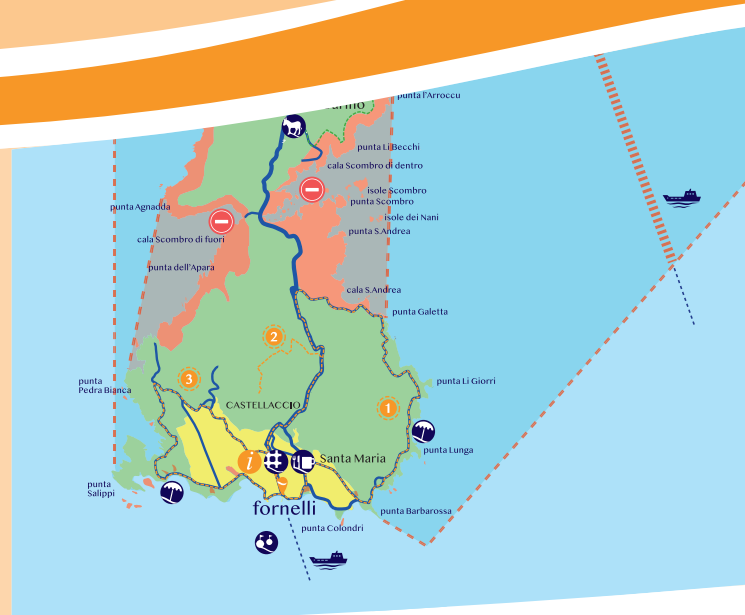 punta l'Arroccu
punta Li Becchi
cala Scombro di dentro
isole Scombro
punta Scombro
isole dei Nani
punta S.Andrea
punta Agnadda
cala Scombro di fuori
punta dell'Apara
cala S.Andrea
punta Galetta
2
3
punta
Pedra Bianca
punta Li Giorri
CASTELLACCIO
1
punta Lunga
i
Santa Maria
punta
Salippi
fornelli
punta Barbarossa
punta Colondri